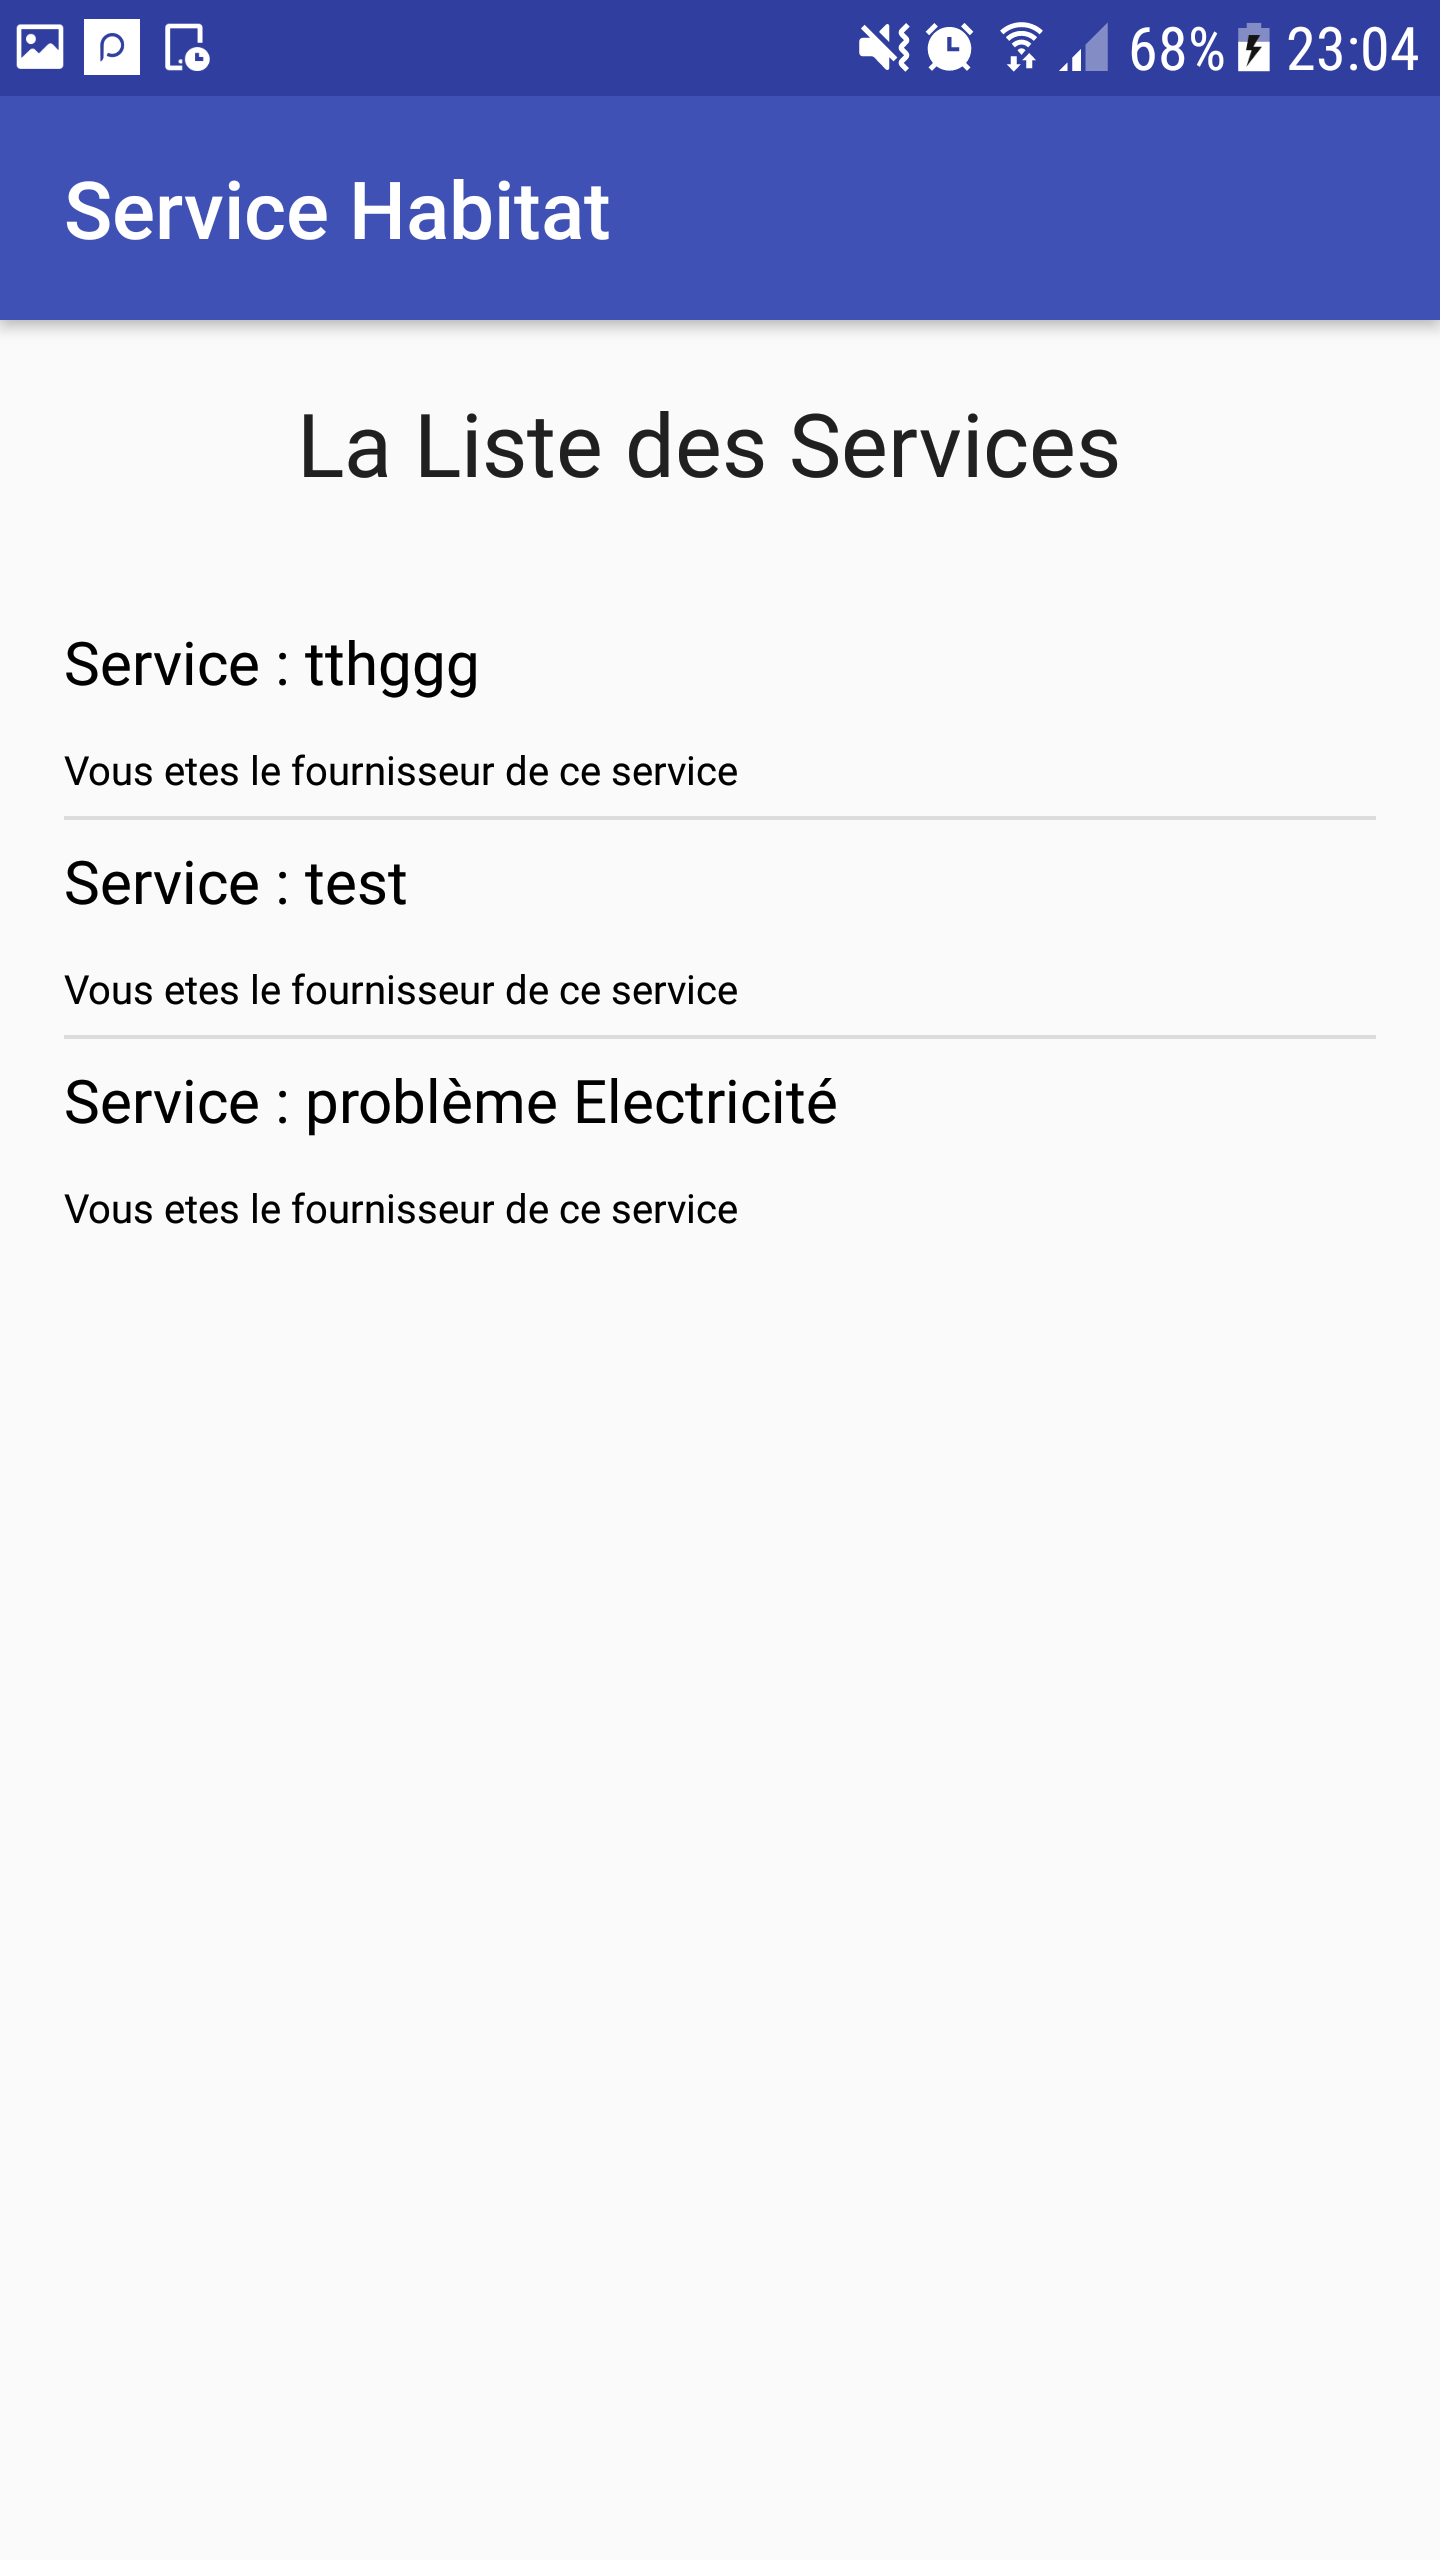 68% 23:04
Service Habitat
La Liste des Services
Service : tthggg
Vous etes le fournisseur de ce service
Service : test
Vous etes le fournisseur de ce service
Service : problème Electricité
Vous etes le fournisseur de ce service